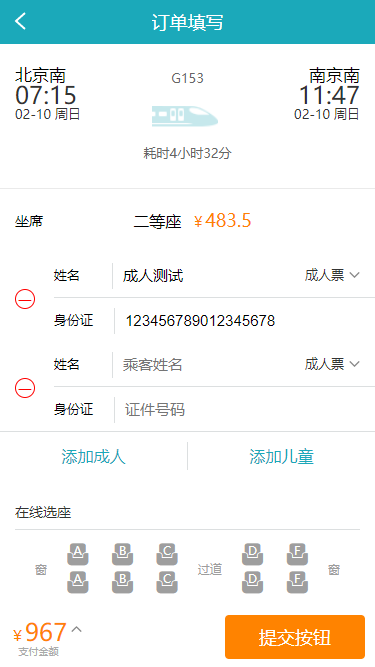 订单填写
北京南 G153 南京南
07:15 11:47
02-10 周日 02-10 周日
耗时4小时32分
坐席 二等座 ¥483.5
姓名 成人测试 成人票
身份证 123456789012345678
姓名 乘客姓名 成人票
身份证 证件号码
添加成人 添加儿童
在线选座
窗 A B C 过道 D F 窗
A B C D F
¥967 提交按钮
支付金额